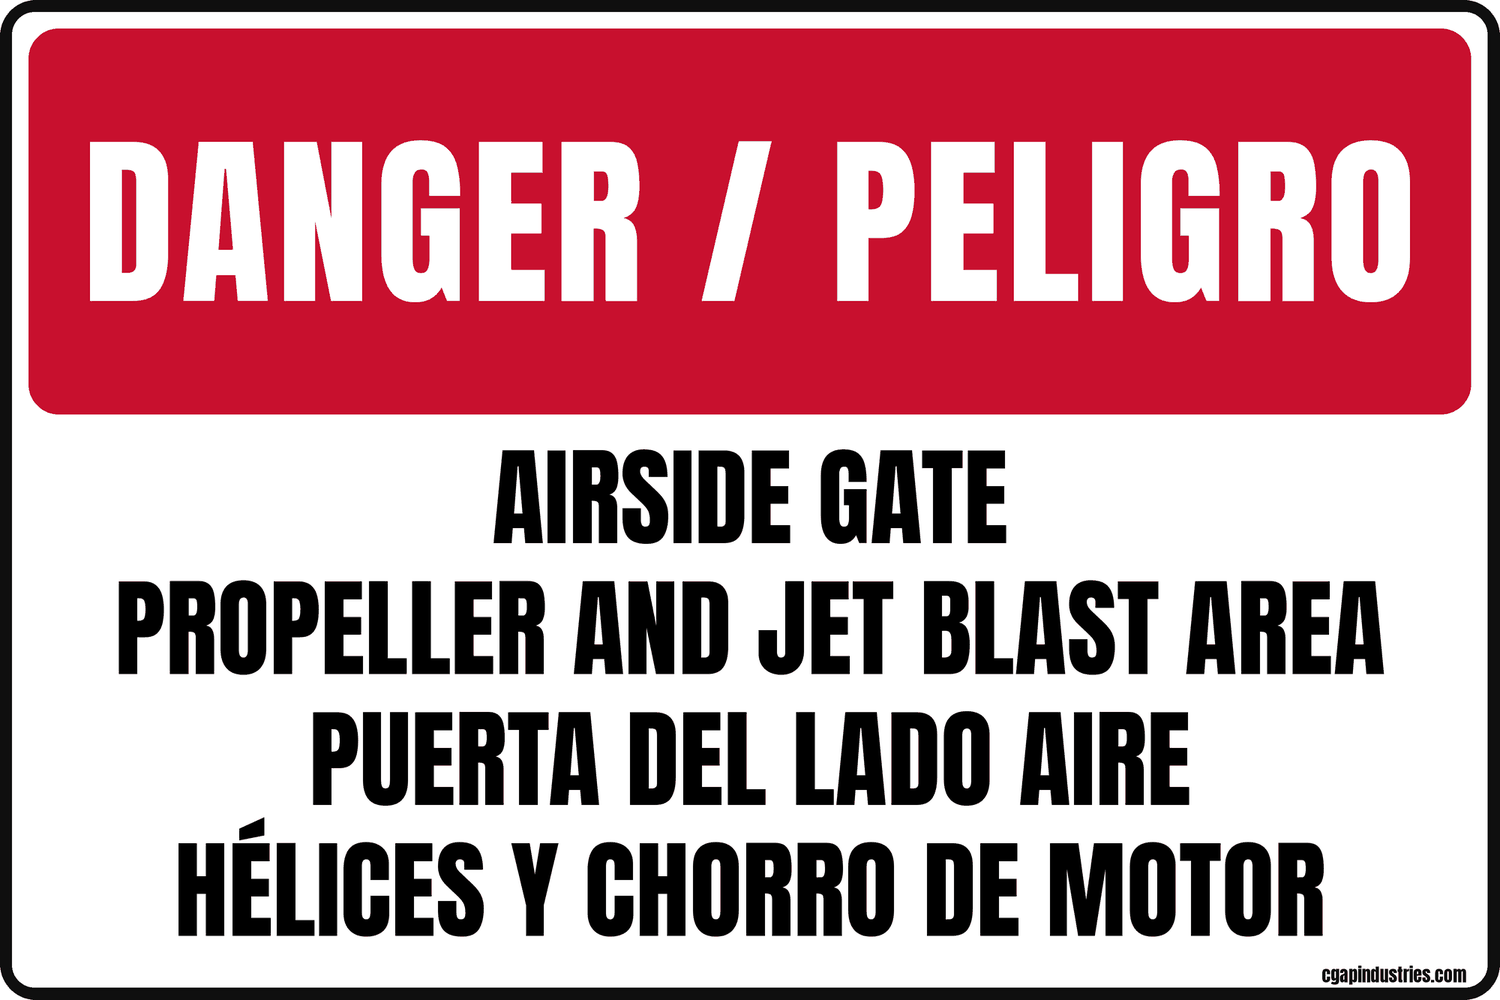 DANGER / PELIGRO
AIRSIDE GATE
PROPELLER AND JET BLAST AREA
PUERTA DEL LADO AIRE
HÉLICES Y CHORRO DE MOTOR
cgapindustries.com